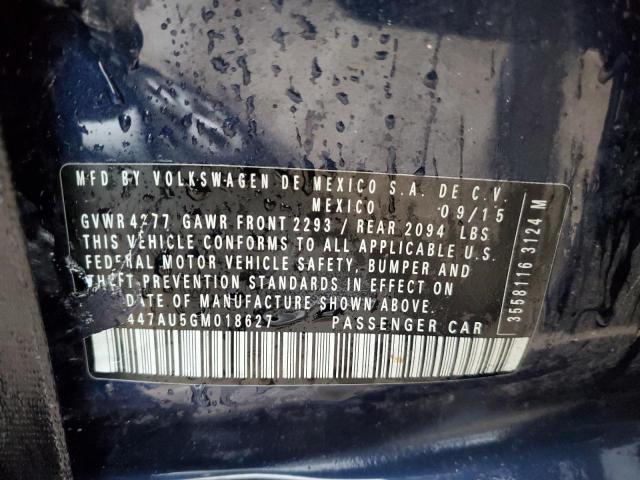 MFD BY VOLKSWAGEN DE MEXICO S.A. DE C.V.
MEXICO 09/15
GVWR 4277 GAWR FRONT 2293 / REAR 2094 LBS
THIS VEHICLE CONFORMS TO ALL APPLICABLE U.S.
FEDERAL MOTOR VEHICLE SAFETY, BUMPER AND
THEFT PREVENTION STANDARDS IN EFFECT ON
DATE OF MANUFACTURE SHOWN ABOVE.
447AU5GM018627 PASSENGER CAR
3558116 3124 M